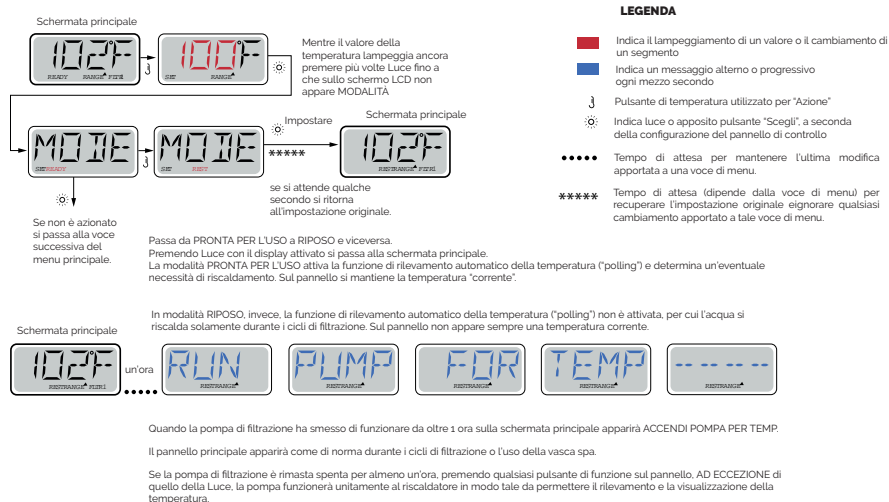 Schermata principale
102°F
READY RANGE FLTR1
100°F
SET RANGE
Mentre il valore della
temperatura lampeggia ancora
premere più volte Luce fino a
che sullo schermo LCD non
appare MODALITÀ
MODE
SET READY
MODE
SET REST
Impostare
*****
Schermata principale
102°F
RESTRANGE FLTR1
se si attende qualche
secondo si ritorna
all'impostazione originale.
Se non è azionato
si passa alla voce
successiva del
menu principale.
LEGENDA
Indica il lampeggiamento di un valore o il cambiamento di
un segmento
Indica un messaggio alterno o progressivo
ogni mezzo secondo
Pulsante di temperatura utilizzato per "Azione"
Indica luce o apposito pulsante "Scegli", a seconda
della configurazione del pannello di controllo
Tempo di attesa per mantenere l'ultima modifica
apportata a una voce di menu.
***** Tempo di attesa (dipende dalla voce di menu) per
recuperare l'impostazione originale eignorare qualsiasi
cambiamento apportato a tale voce di menu.
Passa da PRONTA PER L'USO a RIPOSO e viceversa.
Premendo Luce con il display attivato si passa alla schermata principale.
La modalità PRONTA PER L'USO attiva la funzione di rilevamento automatico della temperatura ("polling") e determina un'eventuale
necessità di riscaldamento. Sul pannello si mantiene la temperatura "corrente".
In modalità RIPOSO, invece, la funzione di rilevamento automatico della temperatura ("polling") non è attivata, per cui l'acqua si
riscalda solamente durante i cicli di filtrazione. Sul pannello non appare sempre una temperatura corrente.
Schermata principale
102°F
RESTRANGE FLTR1
un'ora
RUN
RESTRANGE
PUMP
RESTRANGE
FOR
RESTRANGE
TEMP
RESTRANGE
-----
RESTRANGE
Quando la pompa di filtrazione ha smesso di funzionare da oltre 1 ora sulla schermata principale apparirà ACCENDI POMPA PER TEMP.
Il pannello principale apparirà come di norma durante i cicli di filtrazione o l'uso della vasca spa.
Se la pompa di filtrazione è rimasta spenta per almeno un'ora, premendo qualsiasi pulsante di funzione sul pannello, AD ECCEZIONE di
quello della Luce, la pompa funzionerà unitamente al riscaldatore in modo tale da permettere il rilevamento e la visualizzazione della
temperatura.